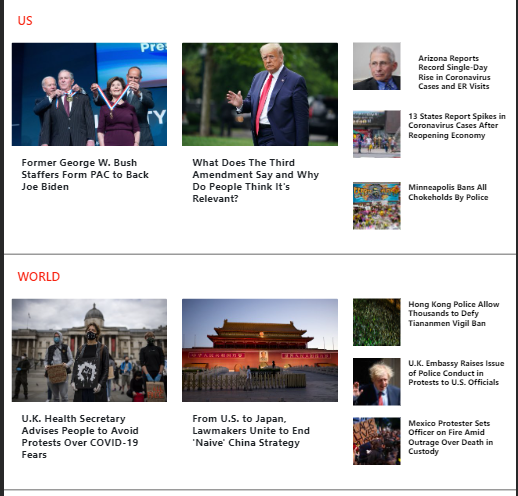 US
Pres
TY
Former George W. Bush
Staffers Form PAC to Back
Joe Biden
What Does The Third
Amendment Say and Why
Do People Think It's
Relevant?
Arizona Reports
Record Single-Day
Rise in Coronavirus
Cases and ER Visits
13 States Report Spikes in
Coronavirus Cases After
Reopening Economy
Minneapolis Bans All
Chokeholds By Police
WORLD
U.K. Health Secretary
Advises People to Avoid
Protests Over COVID-19
Fears
From U.S. to Japan,
Lawmakers Unite to End
'Naive' China Strategy
Hong Kong Police Allow
Thousands to Defy
Tiananmen Vigil Ban
U.K. Embassy Raises Issue
of Police Conduct in
Protests to U.S. Officials
Mexico Protester Sets
Officer on Fire Amid
Outrage Over Death in
Custody